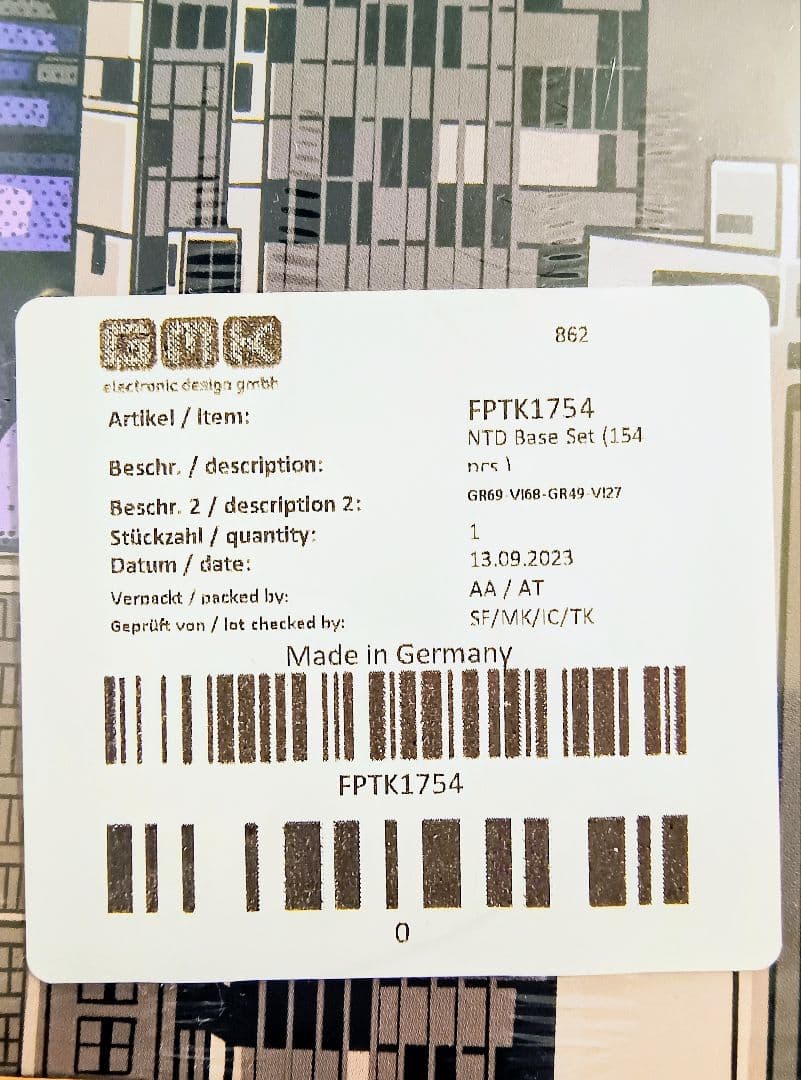 GMK
862
electronic design gmbh
Artikel / item: FPTK1754
NTD Base Set (154
Beschr. / description: prs)
Beschr. 2 / description 2: GR69-VI68-GR49-VI27
Stückzahl / quantity: 1
Datum / date: 13.09.2023
Verpackt / packed by: AA / AT
Geprüft von / lot checked by: SF/MK/IC/TK
Made in Germany
FPTK1754
0